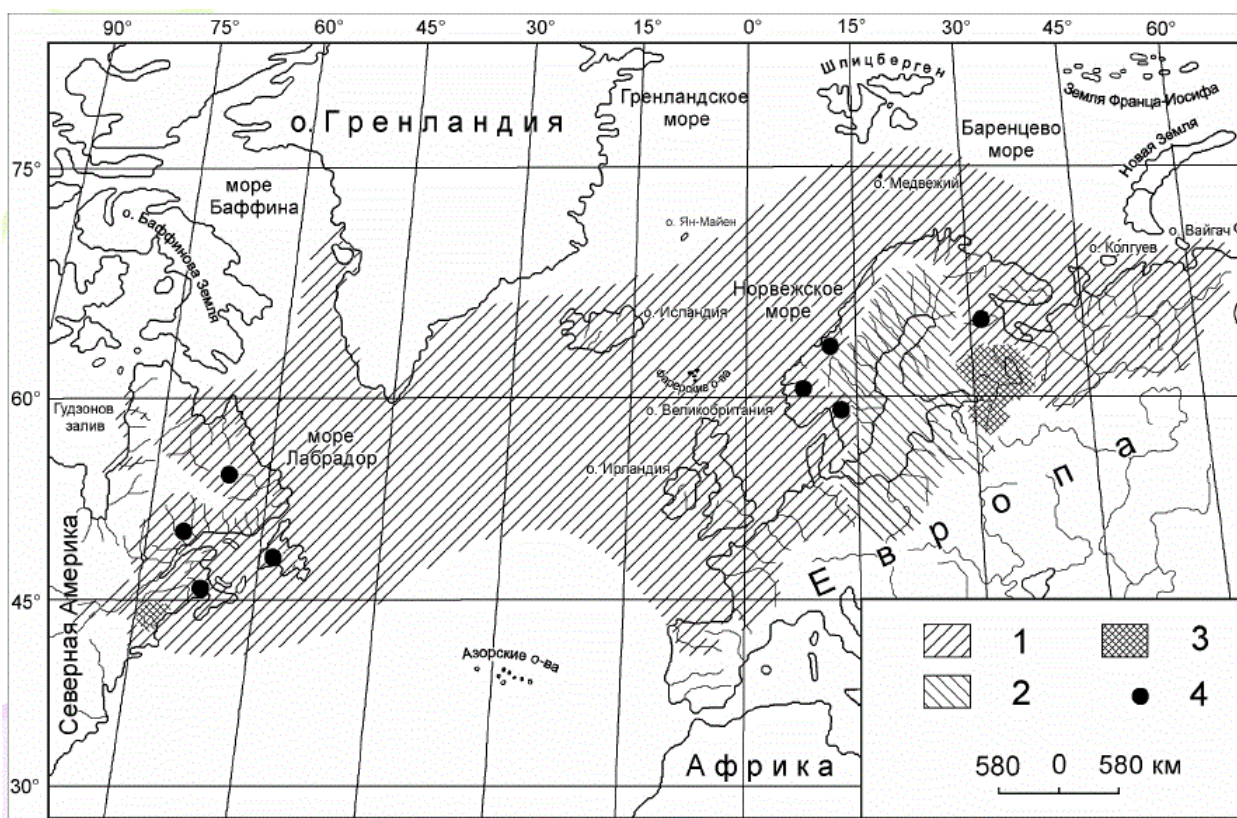 90° 75° 60° 45° 30° 15° 0° 15° 30° 45° 60°
Шпицберген
Земля Франца-Иосифа
о. Гренландия
Гренландское
море
Баренцево
море
Новая Земля
75°
море
Баффина
о. Медвежий
о. Баффинова Земля
о. Ян-Майен
о. Вайгач
о. Колгуев
Норвежское
море
о. Исландия
Фарерские о-ва
60°
Гудзонов
залив
о. Великобритания
море
Лабрадор
о. Ирландия
Европа
45°
Северная Америка
Азорские о-ва
Африка
30°
1 3
2 4
580 0 580 км